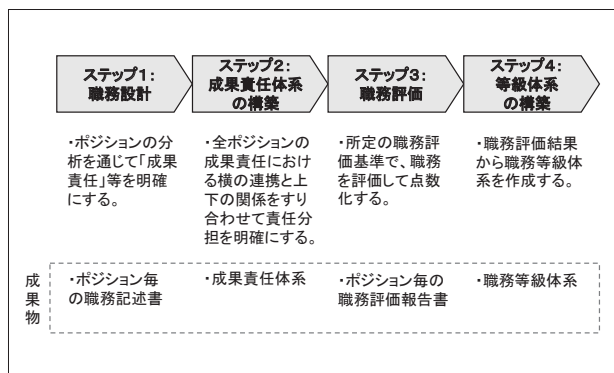 ステップ1:
職務設計
ステップ2:
成果責任体系
の構築
ステップ3:
職務評価
ステップ4:
等級体系
の構築
・ポジションの分
析を通じて「成果
責任」等を明確
にする。
・全ポジションの
成果責任における
横の連携と上
下の関係をすり
合わせて責任分
担を明確にする。
・所定の職務評
価基準で、職務
を評価して点数
化する。
・職務評価結果
から職務等級体
系を作成する。
成果物
・ポジション毎
の職務記述書
・成果責任体系
・ポジション毎の
職務評価報告書
・職務等級体系